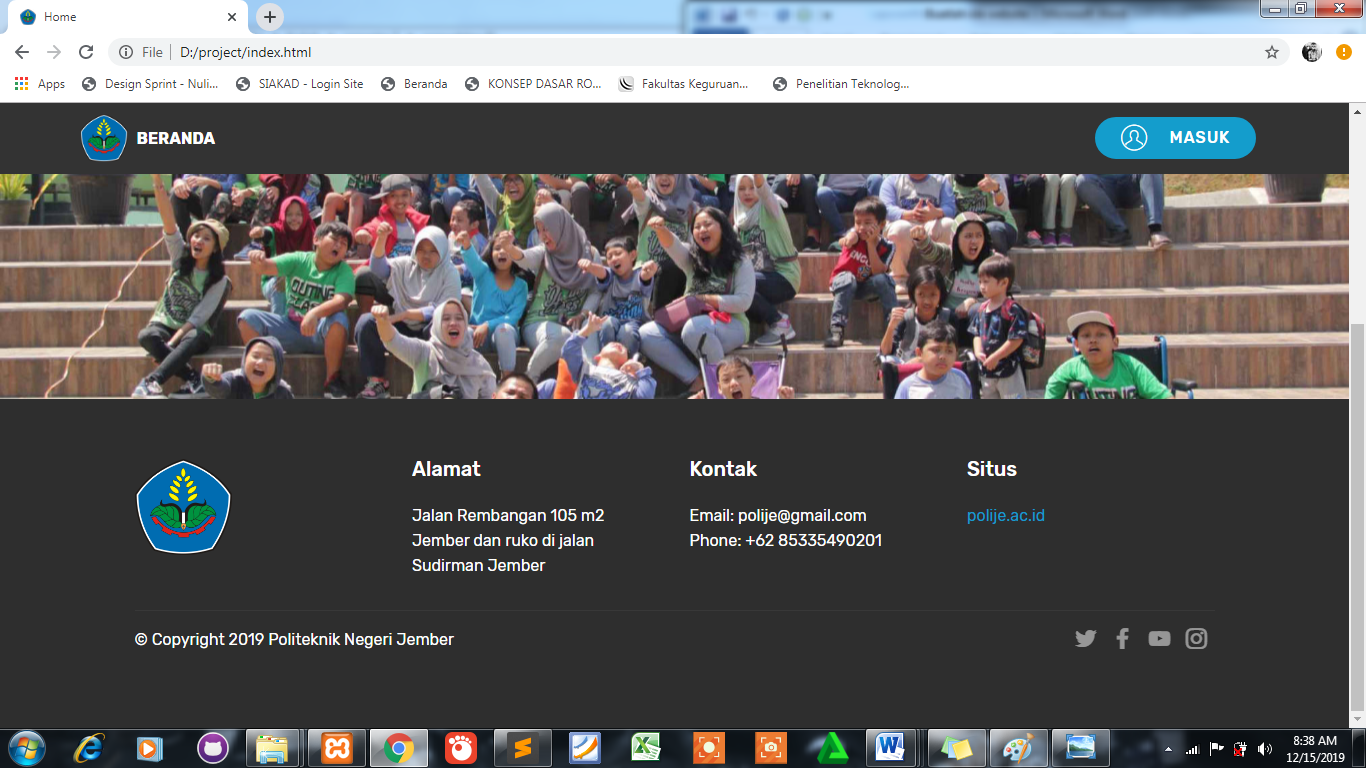 Home
File
D:/project/index.html
Apps
Design Sprint - Nuli...
SIAKAD - Login Site
Beranda
KONSEP DASAR RO...
Fakultas Keguruan...
Penelitian Teknolog...
BERANDA
MASUK
OUTING
Alamat
Jalan Rembangan 105 m2
Jember dan ruko di jalan
Sudirman Jember
Kontak
Email: polije@gmail.com
Phone: +62 85335490201
Situs
polije.ac.id
© Copyright 2019 Politeknik Negeri Jember
8:38 AM
12/15/2019